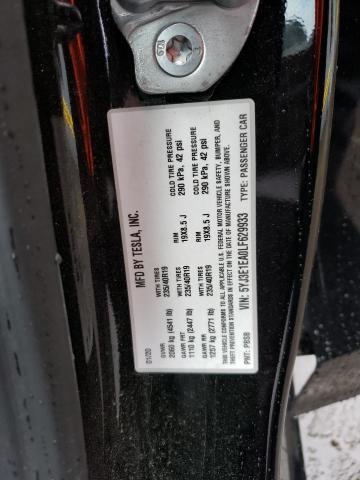 MFD BY TESLA, INC.
01/20
GVWR
2060 kg (4541 lb)
GAWR FRT WITH TIRES RIM COLD TIRE PRESSURE
1110 kg (2447 lb) 235/40R19 19X8.5 J 290 kPa, 42 psi
GAWR RR WITH TIRES RIM COLD TIRE PRESSURE
1257 kg (2771 lb) 235/40R19 19X8.5 J 290 kPa, 42 psi
THIS VEHICLE CONFORMS TO ALL APPLICABLE U.S. FEDERAL MOTOR VEHICLE SAFETY, BUMPER, AND
THEFT PREVENTION STANDARDS IN EFFECT ON THE DATE OF MANUFACTURE SHOWN ABOVE.
VIN: 5YJ3E1EA0LF629933 TYPE: PASSENGER CAR
PNT: PBSB